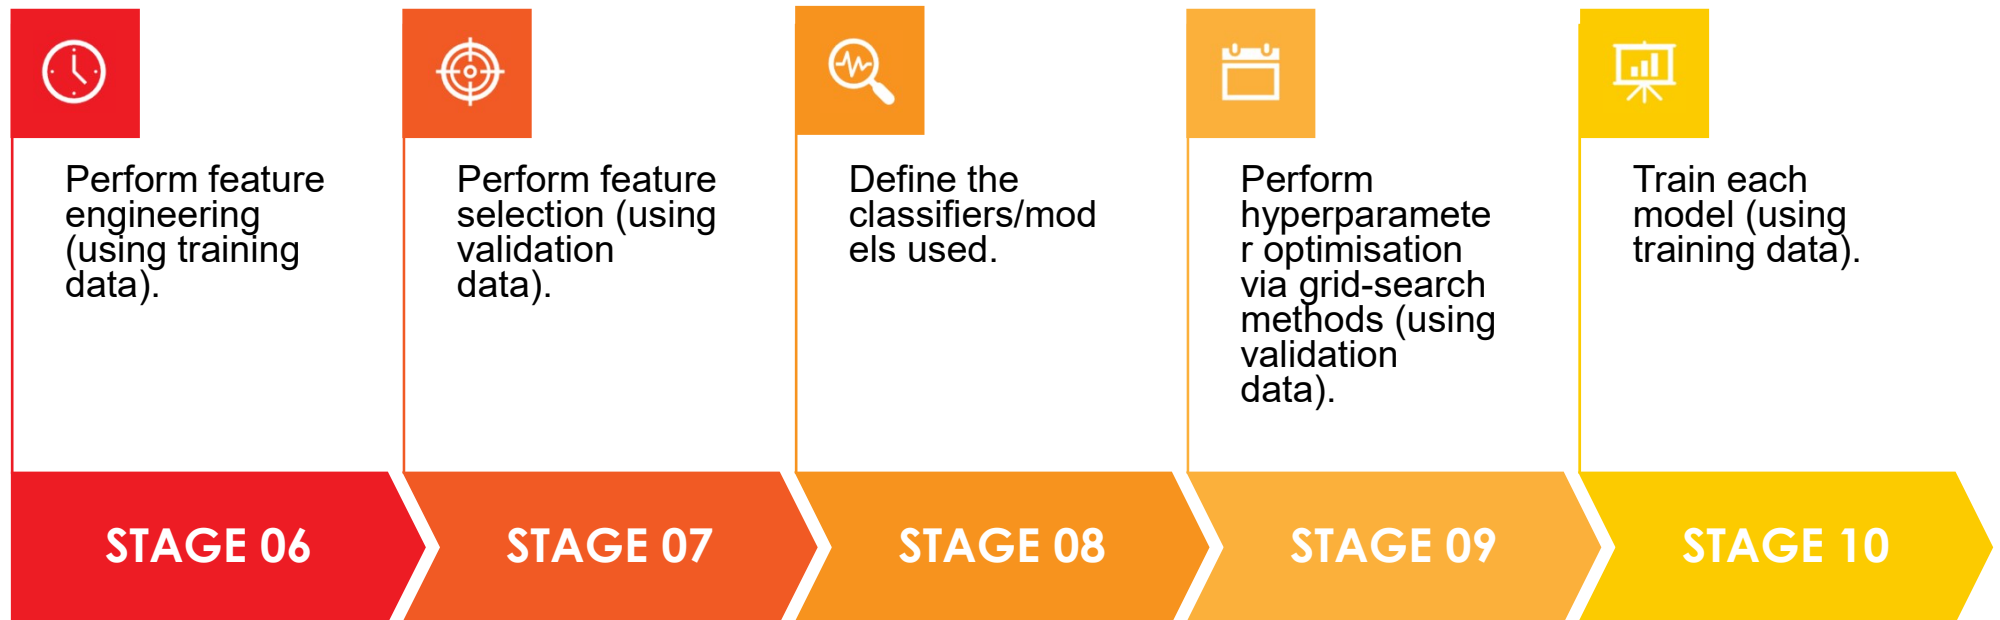 Perform feature
engineering
(using training
data).
Perform feature
selection (using
validation
data).
Define the
classifiers/mod
els used.
Perform
hyperparamete
r optimisation
via grid-search
methods (using
validation
data).
Train each
model (using
training data).
STAGE 06
STAGE 07
STAGE 08
STAGE 09
STAGE 10